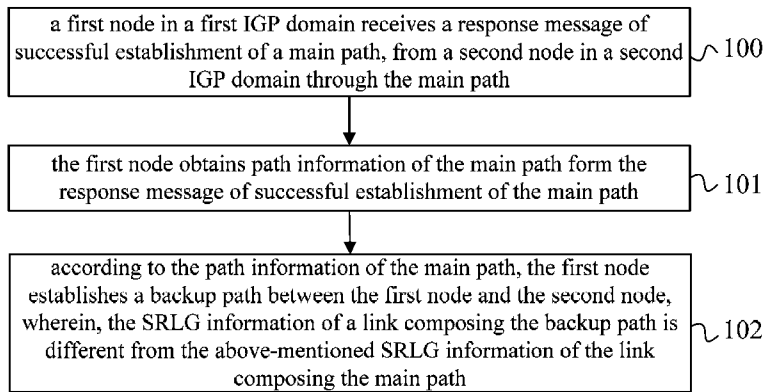 a first node in a first IGP domain receives a response message of
successful establishment of a main path, from a second node in a second
IGP domain through the main path
100
the first node obtains path information of the main path form the
response message of successful establishment of the main path
101
according to the path information of the main path, the first node
establishes a backup path between the first node and the second node,
wherein, the SRLG information of a link composing the backup path is
different from the above-mentioned SRLG information of the link
composing the main path
102